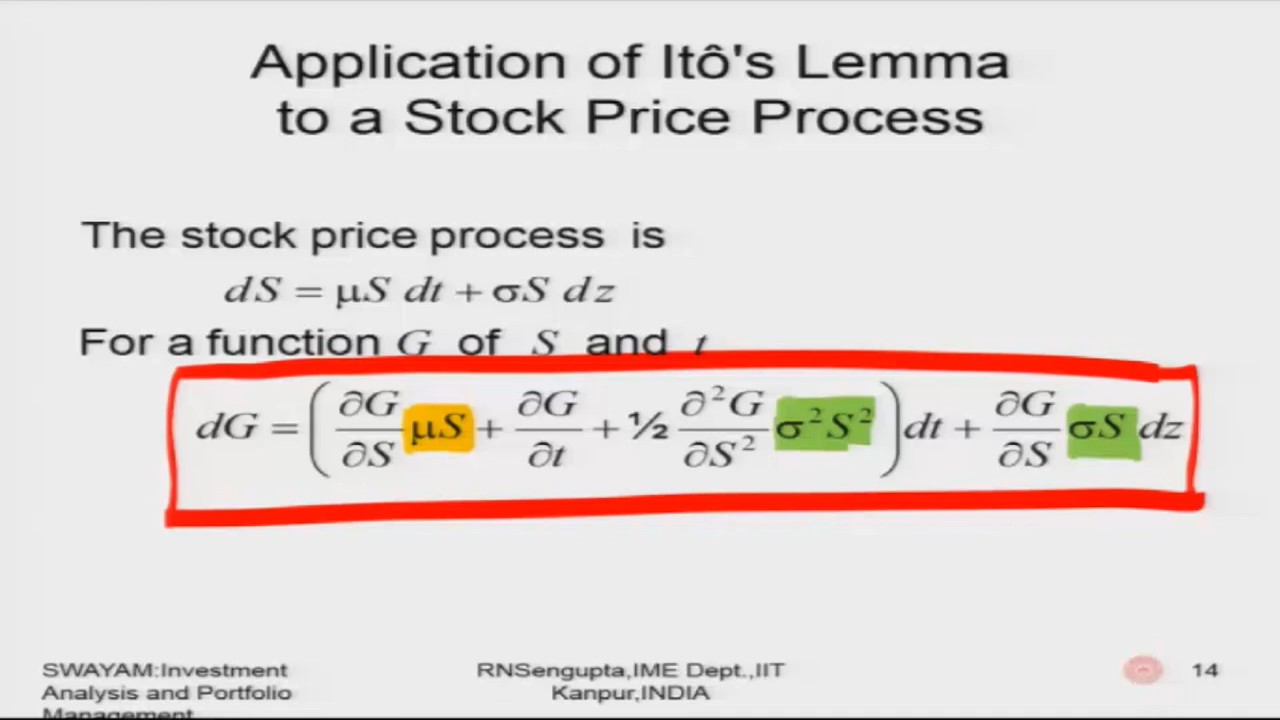 Application of Itô's Lemma
to a Stock Price Process
The stock price process is
dS = μS dt + σS dz
For a function G of S and t
dG = ( ∂G/∂S μS + ∂G/∂t + ½ ∂²G/∂S² σ²S² ) dt + ∂G/∂S σS dz
SWAYAM:Investment
Analysis and Portfolio
Management
RNSengupta,IME Dept.,IIT
Kanpur,INDIA
14